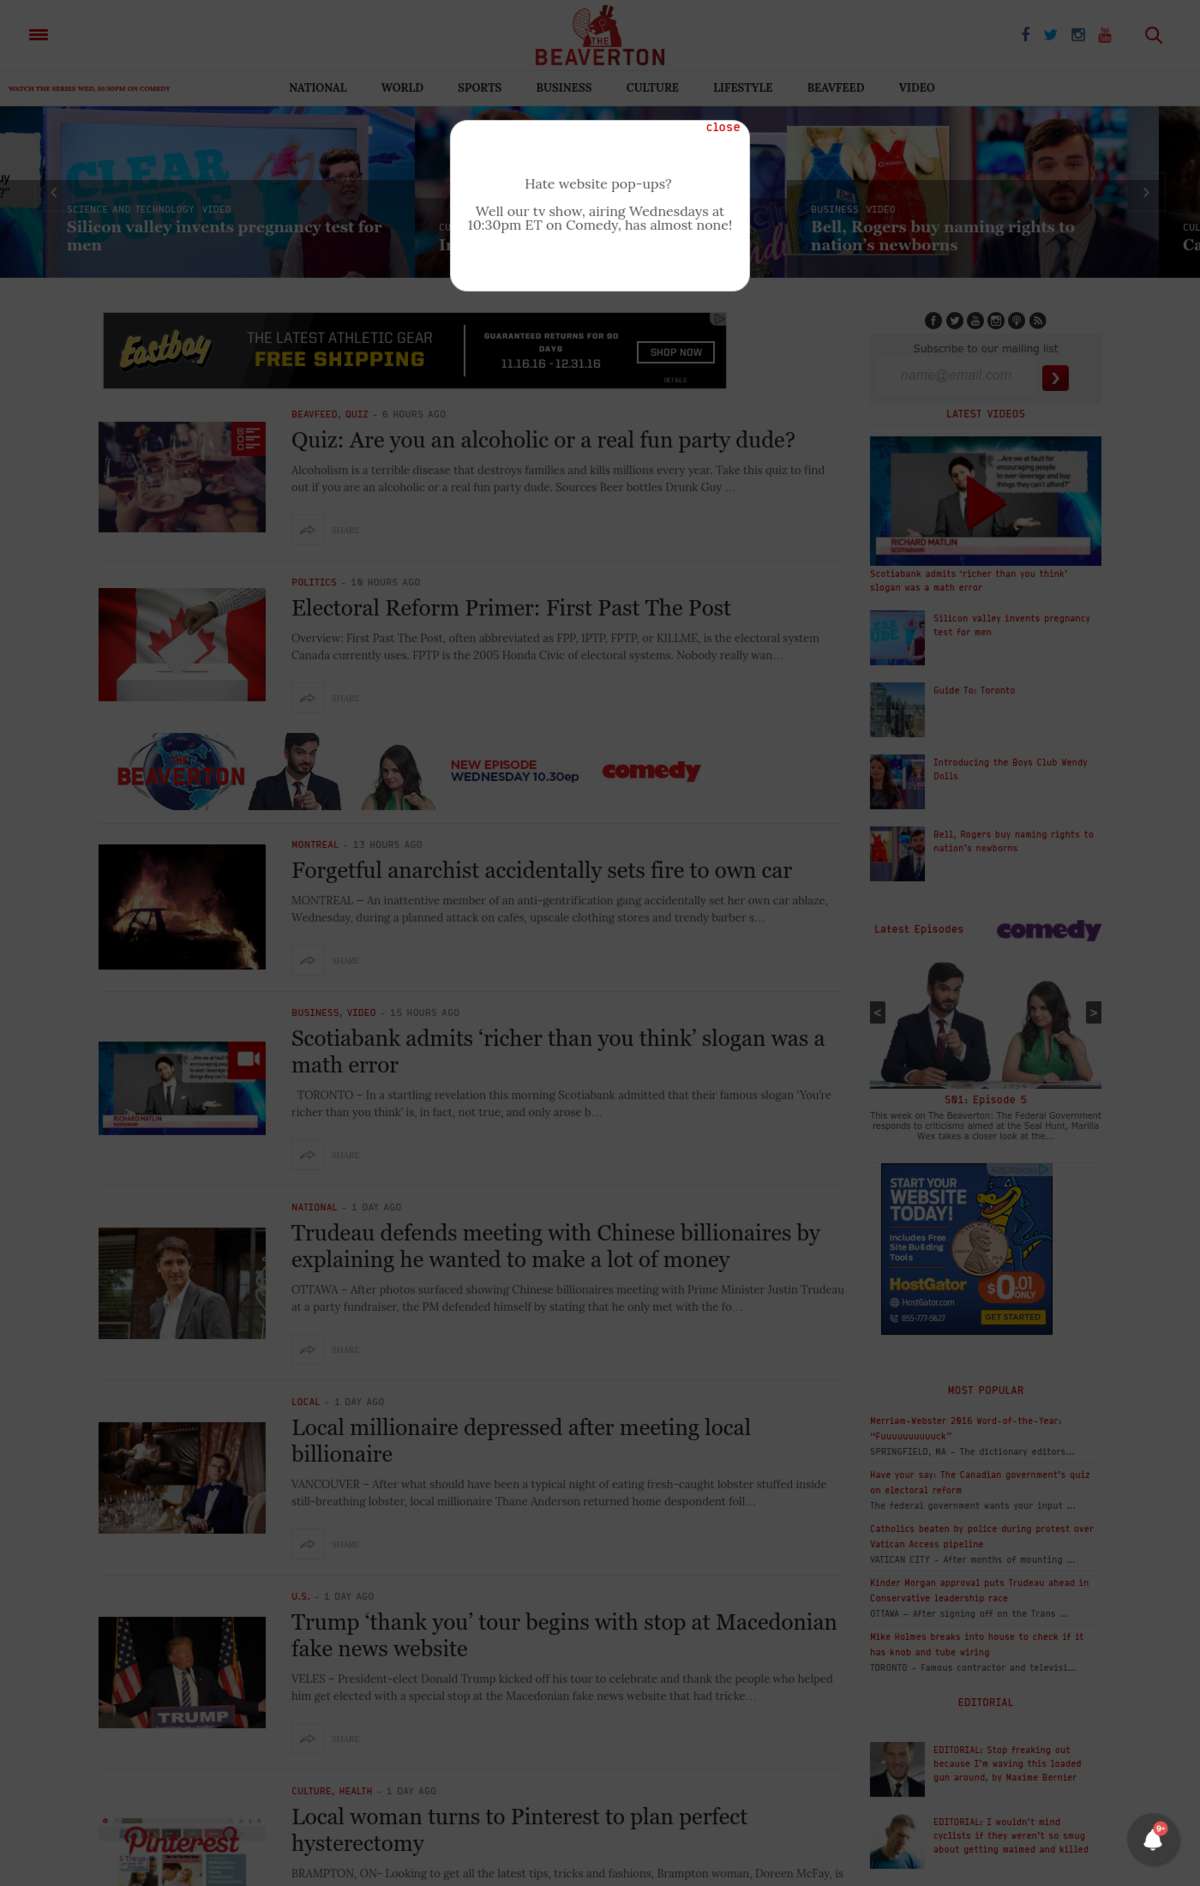 THE
BEAVERTON
WATCH THE SERIES WED, 10:30PM ON COMEDY
NATIONAL WORLD SPORTS BUSINESS CULTURE LIFESTYLE BEAVFEED VIDEO
close
Hate website pop-ups?
Well our tv show, airing Wednesdays at
10:30pm ET on Comedy, has almost none!
CLEAR
SCIENCE AND TECHNOLOGY VIDEO
Silicon valley invents pregnancy test for
men
BUSINESS VIDEO
Bell, Rogers buy naming rights to
nation's newborns
Eastbay
THE LATEST ATHLETIC GEAR
FREE SHIPPING
GUARANTEED RETURNS FOR 90
DAYS
11.16.16 - 12.31.16
SHOP NOW
DETAILS
BEAVFEED, QUIZ - 6 HOURS AGO
Quiz: Are you an alcoholic or a real fun party dude?
Alcoholism is a terrible disease that destroys families and kills millions every year. Take this quiz to find
out if you are an alcoholic or a real fun party dude. Sources Beer bottles Drunk Guy ...
SHARE
POLITICS - 10 HOURS AGO
Electoral Reform Primer: First Past The Post
Overview: First Past The Post, often abbreviated as FPP, 1PTP, FPTP, or KILLME, is the electoral system
Canada currently uses. FPTP is the 2005 Honda Civic of electoral systems. Nobody really wan...
SHARE
THE
BEAVERTON
NEW EPISODE
WEDNESDAY 10.30ep
comedy
MONTREAL - 13 HOURS AGO
Forgetful anarchist accidentally sets fire to own car
MONTREAL – An inattentive member of an anti-gentrification gang accidentally set her own car ablaze,
Wednesday, during a planned attack on cafés, upscale clothing stores and trendy barber s...
SHARE
BUSINESS, VIDEO - 15 HOURS AGO
Scotiabank admits ‘richer than you think’ slogan was a
math error
TORONTO – In a startling revelation this morning Scotiabank admitted that their famous slogan ‘You're
richer than you think’ is, in fact, not true, and only arose b...
RICHARD MATLIN
SHARE
NATIONAL - 1 DAY AGO
Trudeau defends meeting with Chinese billionaires by
explaining he wanted to make a lot of money
OTTAWA – After photos surfaced showing Chinese billionaires meeting with Prime Minister Justin Trudeau
at a party fundraiser, the PM defended himself by stating that he only met with the fo...
SHARE
LOCAL - 1 DAY AGO
Local millionaire depressed after meeting local
billionaire
VANCOUVER – After what should have been a typical night of eating fresh-caught lobster stuffed inside
still-breathing lobster, local millionaire Thane Anderson returned home despondent foll...
SHARE
U.S. - 1 DAY AGO
Trump ‘thank you’ tour begins with stop at Macedonian
fake news website
VELES – President-elect Donald Trump kicked off his tour to celebrate and thank the people who helped
him get elected with a special stop at the Macedonian fake news website that had tricke...
TRUMP
SHARE
CULTURE, HEALTH - 1 DAY AGO
Local woman turns to Pinterest to plan perfect
hysterectomy
BRAMPTON, ON– Looking to get all the latest tips, tricks and fashions, Brampton woman, Doreen McFay, is
Pinterest
Subscribe to our mailing list
name@email.com
LATEST VIDEOS
...Are we at fault for
encouraging people
to over-leverage and buy
things they can't afford?"
RICHARD MATLIN
SCOTIABANK
Scotiabank admits ‘richer than you think’
slogan was a math error
Silicon valley invents pregnancy
test for men
Guide To: Toronto
Introducing the Boys Club Wendy
Dolls
Bell, Rogers buy naming rights to
nation's newborns
Latest Episodes
comedy
<
>
S01: Episode 5
This week on The Beaverton: The Federal Government
responds to criticisms aimed at the Seal Hunt, Marilla
Wex takes a closer look at the...
START YOUR
WEBSITE
TODAY!
Includes Free
Site Building
Tools
HostGator
HostGator.com
855-777-9827
$0.01
ONLY
GET STARTED
MOST POPULAR
Merriam-Webster 2016 Word-of-the-Year:
“Fuuuuuuuuuuck”
SPRINGFIELD, MA – The dictionary editors...
Have your say: The Canadian government's quiz
on electoral reform
The federal government wants your input ...
Catholics beaten by police during protest over
Vatican Access pipeline
VATICAN CITY – After months of mounting ...
Kinder Morgan approval puts Trudeau ahead in
Conservative leadership race
OTTAWA – After signing off on the Trans ...
Mike Holmes breaks into house to check if it
has knob and tube wiring
TORONTO – Famous contractor and televisi...
EDITORIAL
EDITORIAL: Stop freaking out
because I'm waving this loaded
gun around, by Maxime Bernier
EDITORIAL: I wouldn't mind
cyclists if they weren't so smug
about getting maimed and killed
9+